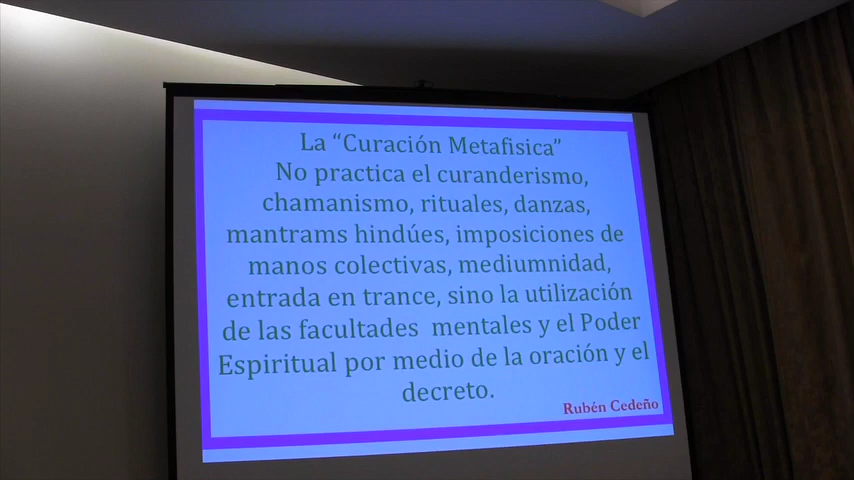 La “Curación Metafisica”
No practica el curanderismo,
chamanismo, rituales, danzas,
mantrams hindúes, imposiciones de
manos colectivas, mediumnidad,
entrada en trance, sino la utilización
de las facultades mentales y el Poder
Espiritual por medio de la oración y el
decreto.
Rubén Cedeño